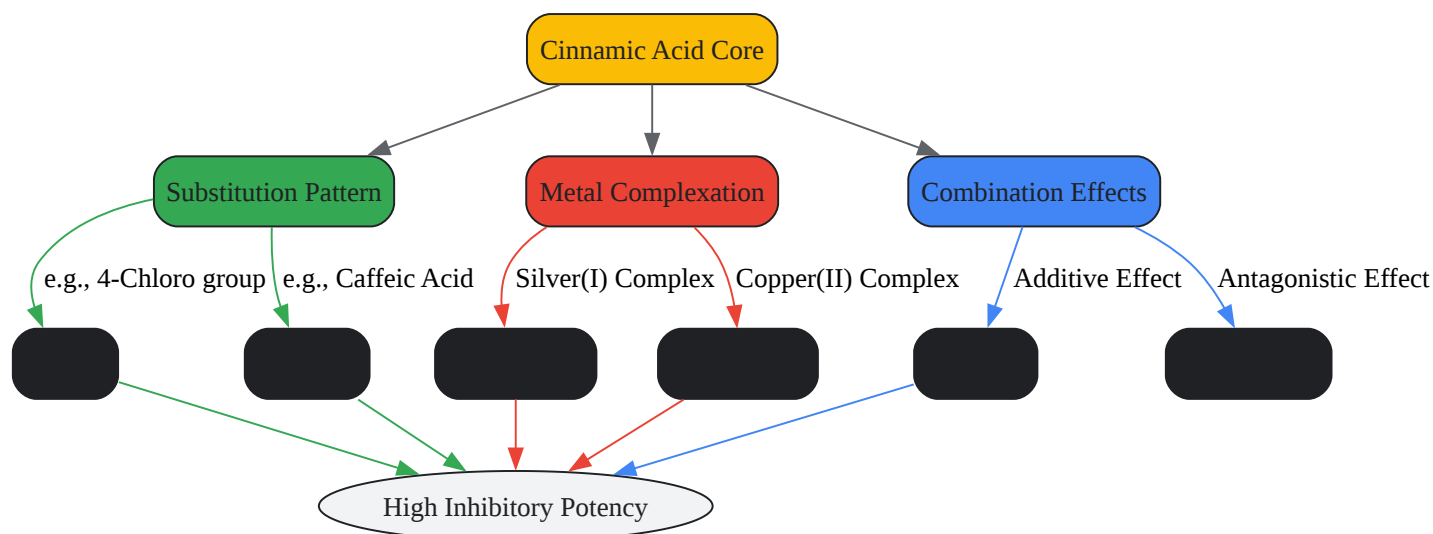 Cinnamic Acid Core
Substitution Pattern
Metal Complexation
Combination Effects
e.g., 4-Chloro group
e.g., Caffeic Acid
Silver(I) Complex
Copper(II) Complex
Additive Effect
Antagonistic Effect
High Inhibitory Potency